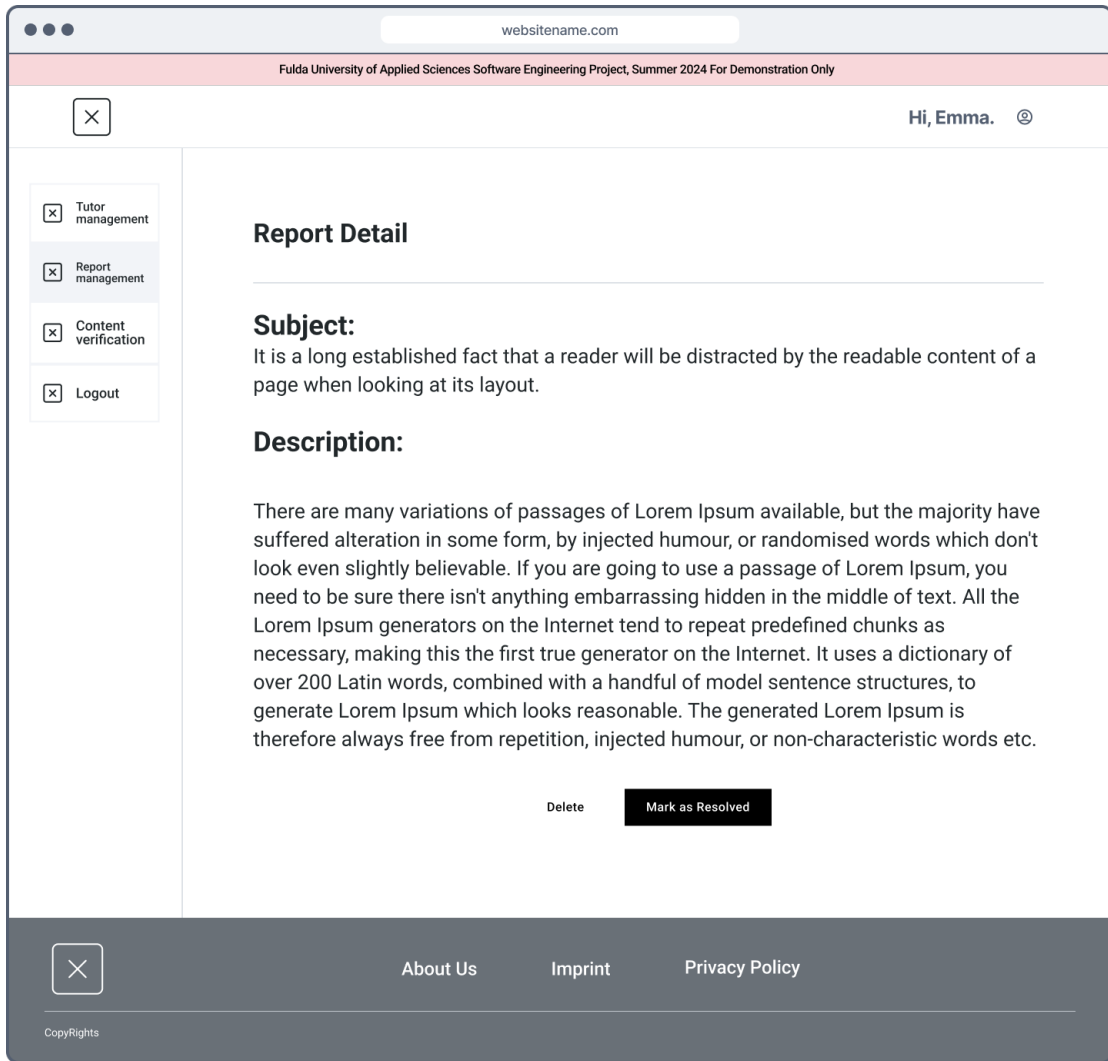 websitename.com
Fulda University of Applied Sciences Software Engineering Project, Summer 2024 For Demonstration Only
Hi, Emma.
Tutor
management
Report
management
Content
verification
Logout
Report Detail
Subject:
It is a long established fact that a reader will be distracted by the readable content of a
page when looking at its layout.
Description:
There are many variations of passages of Lorem Ipsum available, but the majority have
suffered alteration in some form, by injected humour, or randomised words which don't
look even slightly believable. If you are going to use a passage of Lorem Ipsum, you
need to be sure there isn't anything embarrassing hidden in the middle of text. All the
Lorem Ipsum generators on the Internet tend to repeat predefined chunks as
necessary, making this the first true generator on the Internet. It uses a dictionary of
over 200 Latin words, combined with a handful of model sentence structures, to
generate Lorem Ipsum which looks reasonable. The generated Lorem Ipsum is
therefore always free from repetition, injected humour, or non-characteristic words etc.
Delete
Mark as Resolved
About Us
Imprint
Privacy Policy
CopyRights